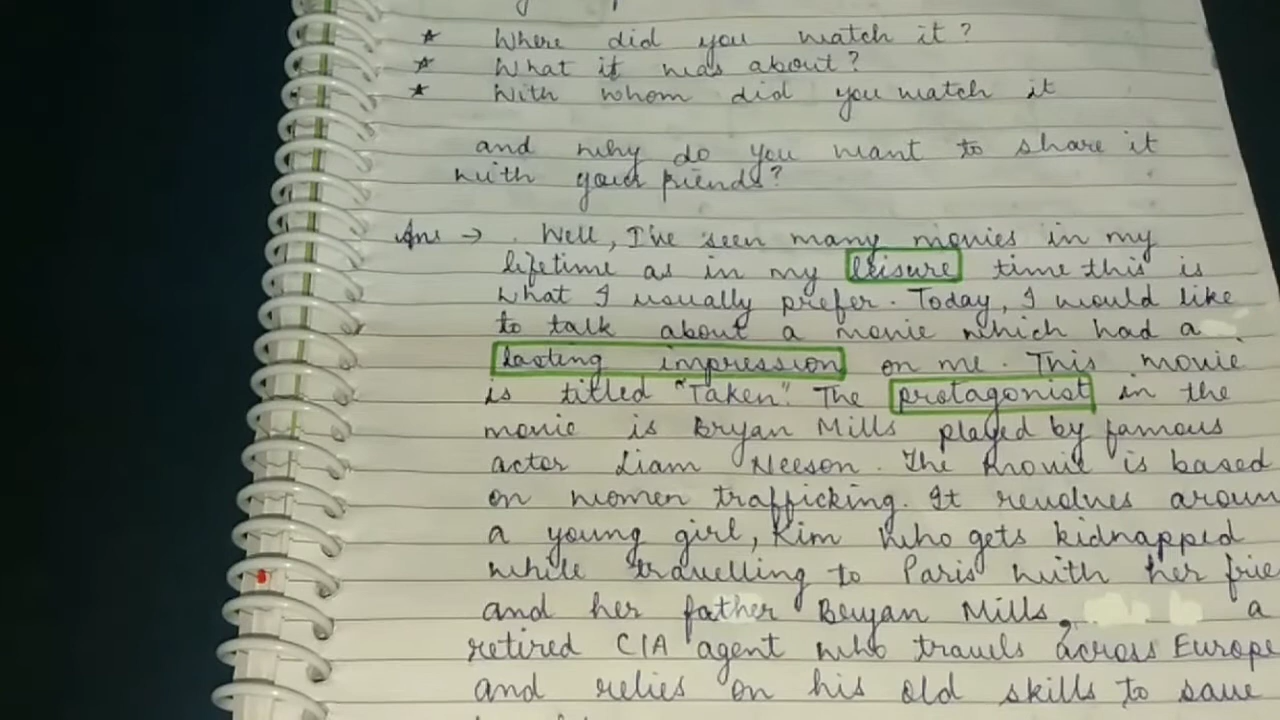 * Where did you watch it?
* What it was about?
* With whom did you watch it
and why do you want to share it
with your friends?
Ans → . Well, I've seen many movies in my
lifetime as in my leisure time this is
what I usually prefer. Today, I would like
to talk about a movie which had a
lasting impression on me. This movie
is titled "Taken". The protagonist in the
movie is Bryan Mills played by famous
actor Liam Neeson. The movie is based
on women trafficking. It revolves aroun
a young girl, Kim who gets kidnapped
while travelling to Paris with her frie
and her father Bryan Mills, a
retired CIA agent who travels across Europe
and relies on his old skills to save